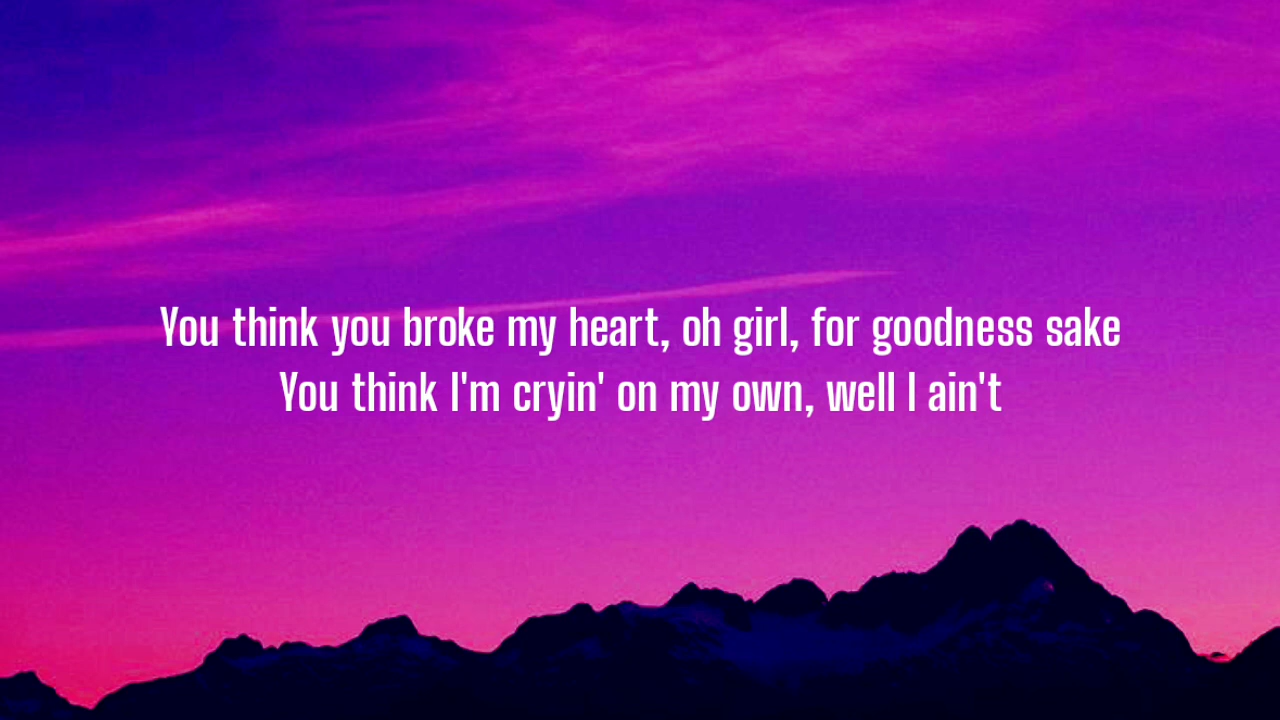 You think you broke my heart, oh girl, for goodness sake
You think I'm cryin' on my own, well I ain't